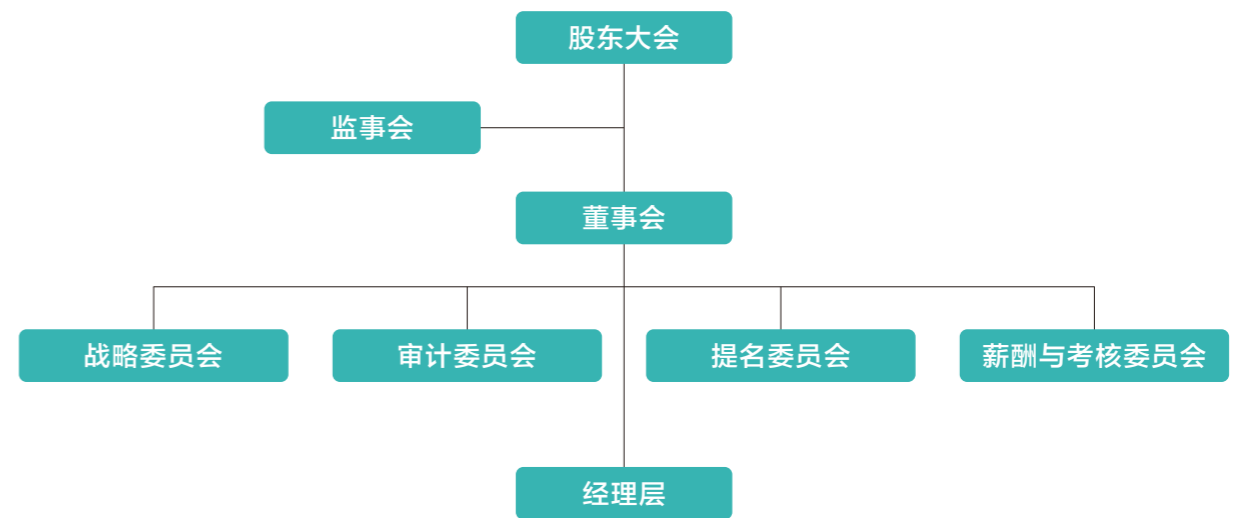 股东大会
监事会
董事会
战略委员会
审计委员会
提名委员会
薪酬与考核委员会
经理层